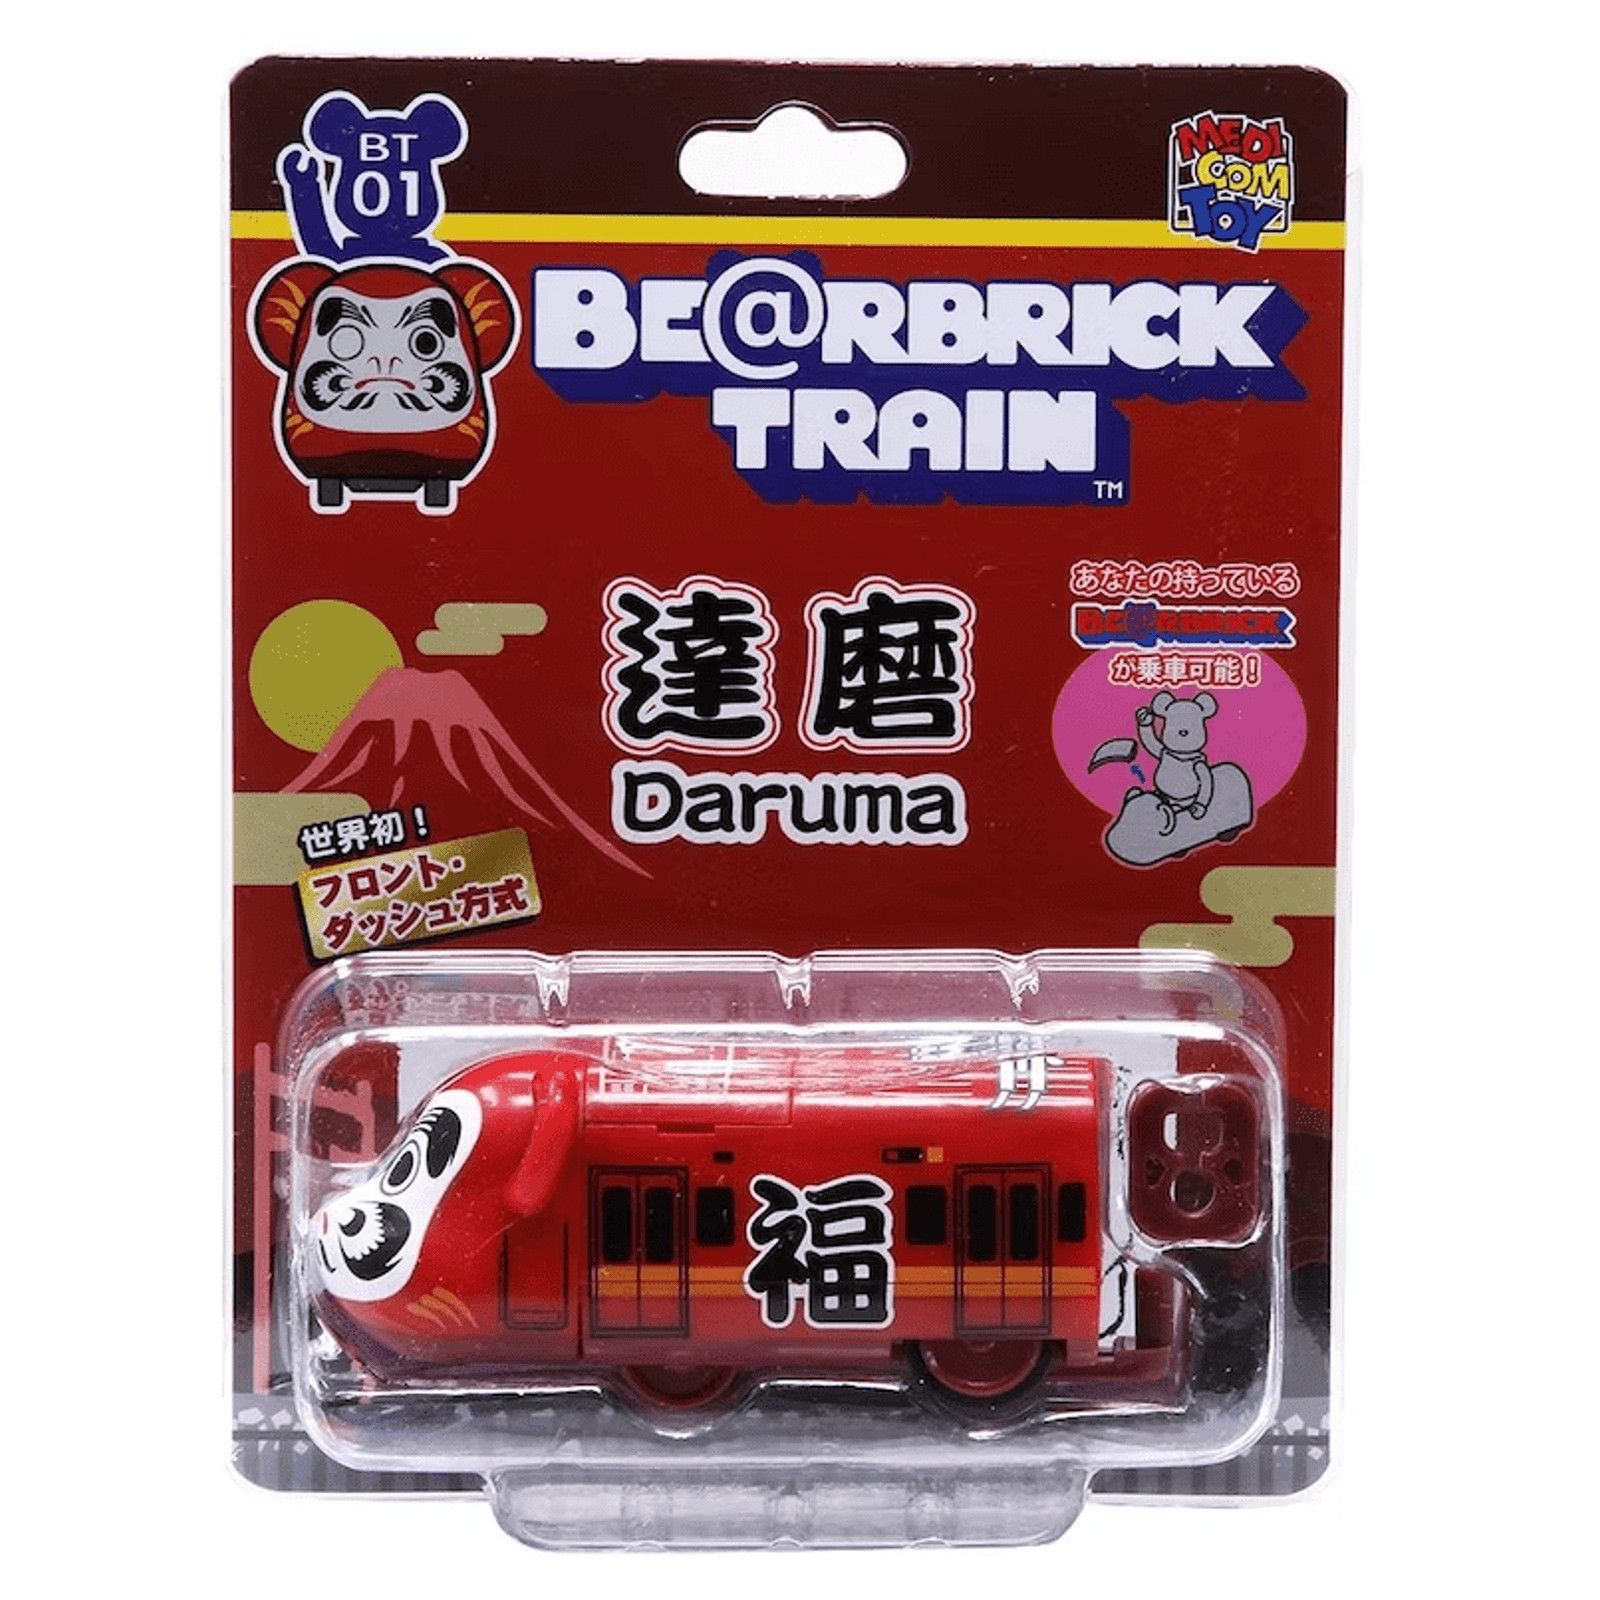 BT
01
MEDI
COM
TOY
BE@RBRICK
TRAIN
TM
あなたの持っている
BE@RBRICK
が乗車可能！
達磨
Daruma
世界初！
フロント・
ダッシュ方式
福